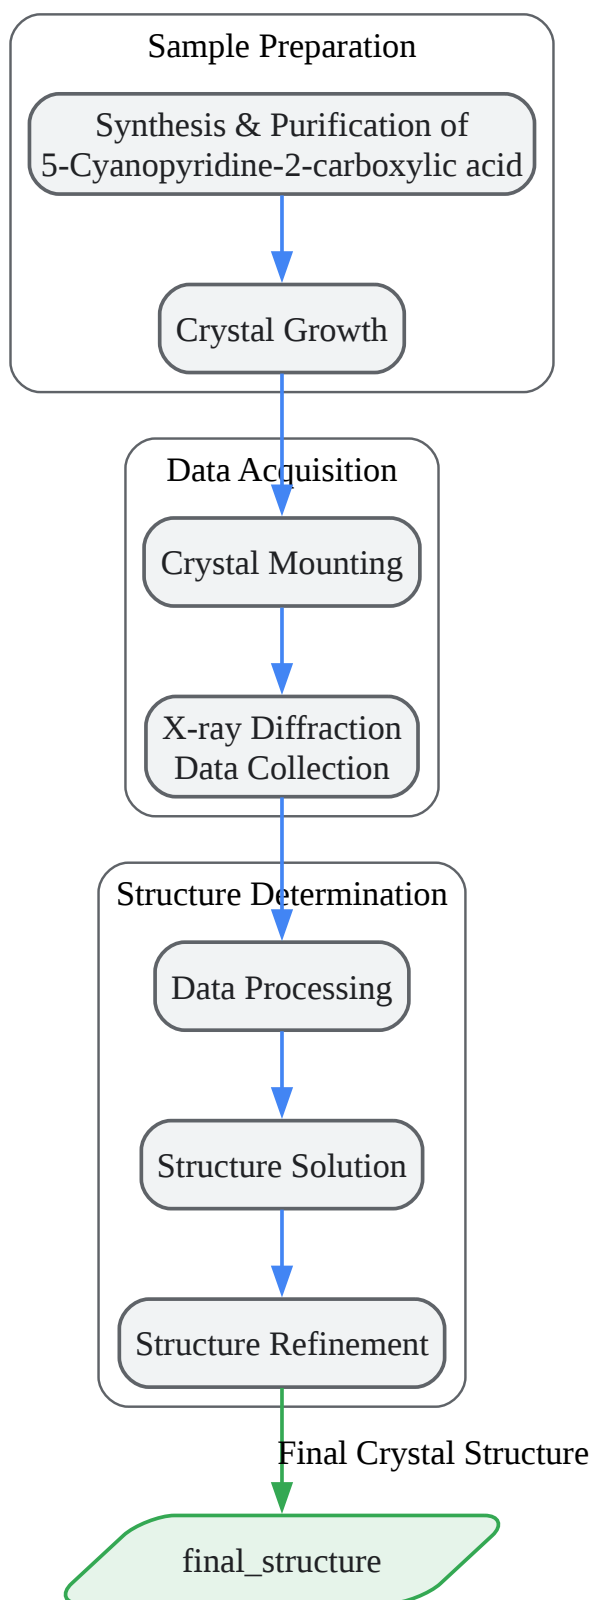 Sample Preparation
Synthesis & Purification of
5-Cyanopyridine-2-carboxylic acid
Crystal Growth
Data Acquisition
Crystal Mounting
X-ray Diffraction
Data Collection
Structure Determination
Data Processing
Structure Solution
Structure Refinement
Final Crystal Structure
final_structure